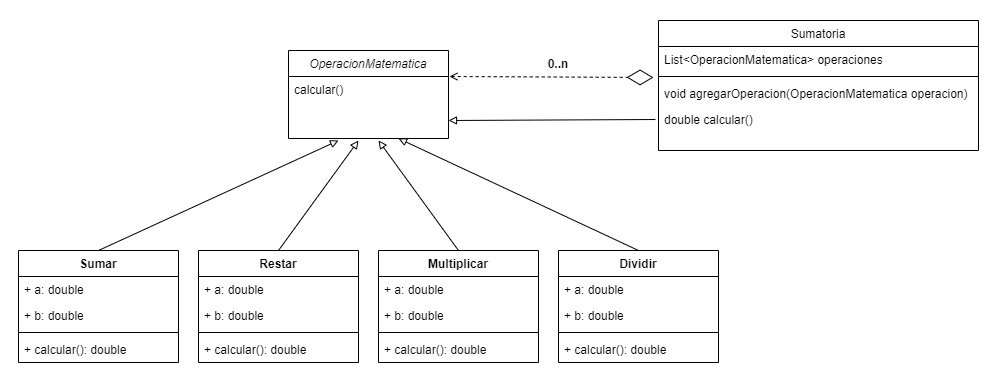 Sumatoria
List<OperacionMatematica> operaciones
void agregarOperacion(OperacionMatematica operacion)
double calcular()
OperacionMatematica
calcular()
0..n
Sumar
+ a: double
+ b: double
+ calcular(): double
Restar
+ a: double
+ b: double
+ calcular(): double
Multiplicar
+ a: double
+ b: double
+ calcular(): double
Dividir
+ a: double
+ b: double
+ calcular(): double